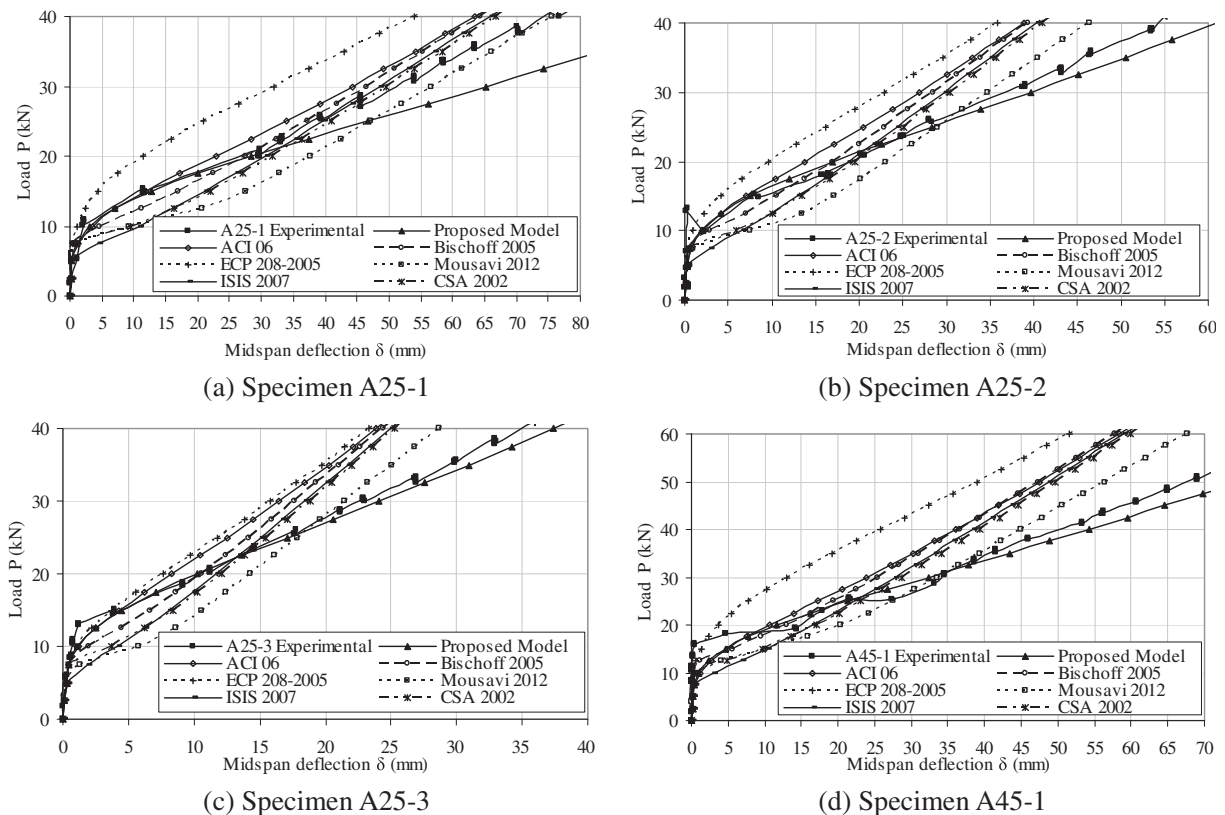 40
35
30
25
20
15
10
5
0
Load P (kN)
A25-1 Experimental
Proposed Model
ACI 06
Bischoff 2005
ECP 208-2005
Mousavi 2012
ISIS 2007
CSA 2002
0 5 10 15 20 25 30 35 40 45 50 55 60 65 70 75 80
Midspan deflection δ (mm)
(a) Specimen A25-1
40
35
30
25
20
15
10
5
0
Load P (kN)
A25-2 Experimental
Proposed Model
ACI 06
Bischoff 2005
ECP 208-2005
Mousavi 2012
ISIS 2007
CSA 2002
0 5 10 15 20 25 30 35 40 45 50 55 60
Midspan deflection δ (mm)
(b) Specimen A25-2
40
30
20
10
0
Load P (kN)
A25-3 Experimental
Proposed Model
ACI 06
Bischoff 2005
ECP 208-2005
Mousavi 2012
ISIS 2007
CSA 2002
0 5 10 15 20 25 30 35 40
Midspan deflection δ (mm)
(c) Specimen A25-3
60
50
40
30
20
10
0
Load P (kN)
A45-1 Experimental
Proposed Model
ACI 06
Bischoff 2005
ECP 208-2005
Mousavi 2012
ISIS 2007
CSA 2002
0 5 10 15 20 25 30 35 40 45 50 55 60 65 70
Midspan deflection δ (mm)
(d) Specimen A45-1